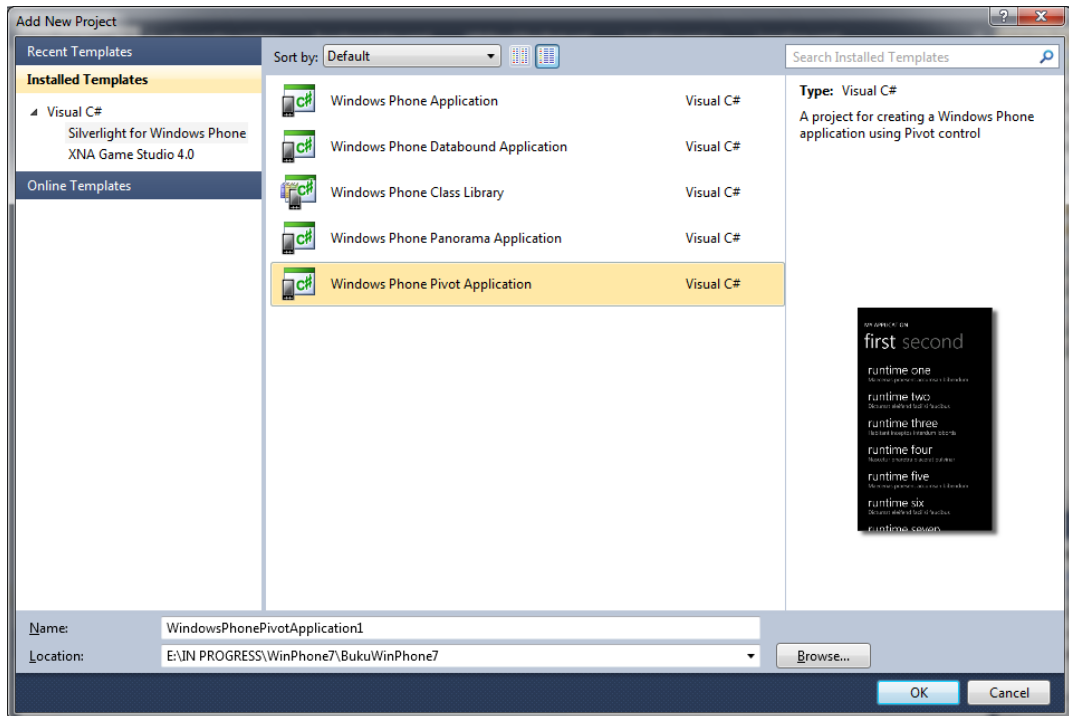 Add New Project
Recent Templates
Installed Templates
Visual C#
Silverlight for Windows Phone
XNA Game Studio 4.0
Online Templates
Sort by: Default
Windows Phone Application Visual C#
Windows Phone Databound Application Visual C#
Windows Phone Class Library Visual C#
Windows Phone Panorama Application Visual C#
Windows Phone Pivot Application Visual C#
Search Installed Templates
Type: Visual C#
A project for creating a Windows Phone
application using Pivot control
MY APPLICATION
first second
runtime one
runtime two
runtime three
runtime four
runtime five
runtime six
runtime seven
Name: WindowsPhonePivotApplication1
Location: E:\IN PROGRESS\WinPhone7\BukuWinPhone7
Browse...
OK Cancel